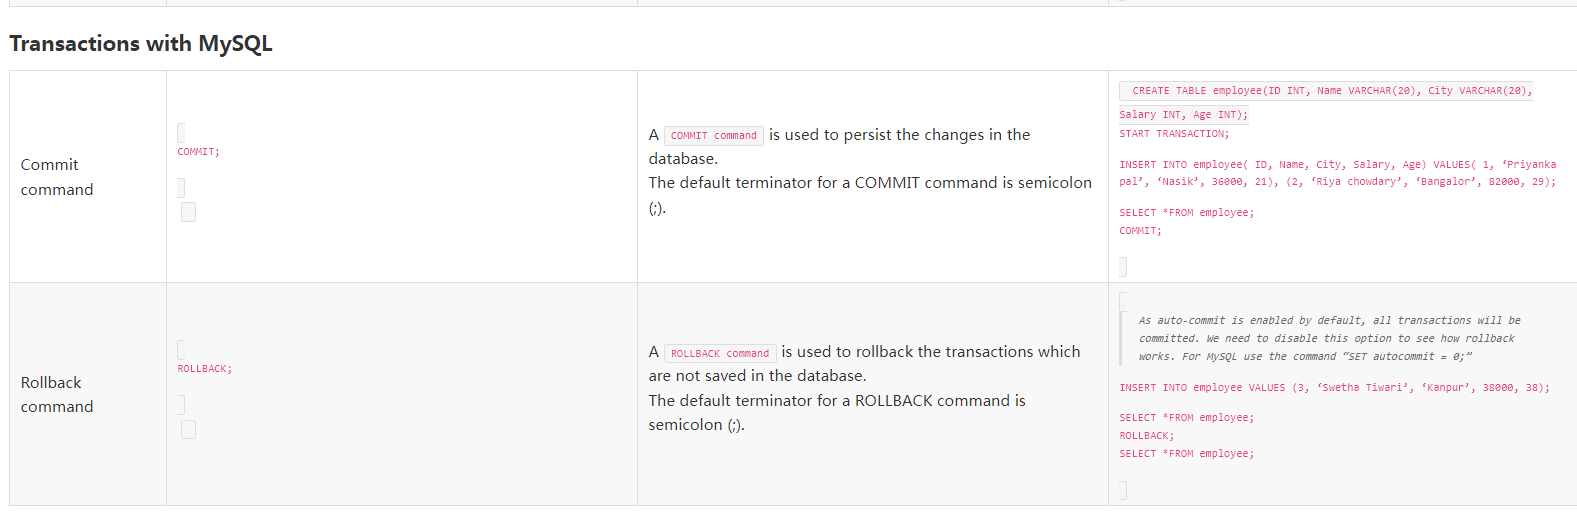 Transactions with MySQL
Commit
command
COMMIT;
A COMMIT command is used to persist the changes in the
database.
The default terminator for a COMMIT command is semicolon
(;).
CREATE TABLE employee(ID INT, Name VARCHAR(20), City VARCHAR(20),
Salary INT, Age INT);
START TRANSACTION;
INSERT INTO employee( ID, Name, City, Salary, Age) VALUES( 1, ‘Priyanka
pal’, ‘Nasik’, 36000, 21), (2, ‘Riya chowdary’, ‘Bangalor’, 82000, 29);
SELECT *FROM employee;
COMMIT;
Rollback
command
ROLLBACK;
A ROLLBACK command is used to rollback the transactions which
are not saved in the database.
The default terminator for a ROLLBACK command is
semicolon (;).
As auto-commit is enabled by default, all transactions will be
committed. We need to disable this option to see how rollback
works. For MySQL use the command “SET autocommit = 0;”
INSERT INTO employee VALUES (3, ‘Swetha Tiwari’, ‘Kanpur’, 38000, 38);
SELECT *FROM employee;
ROLLBACK;
SELECT *FROM employee;